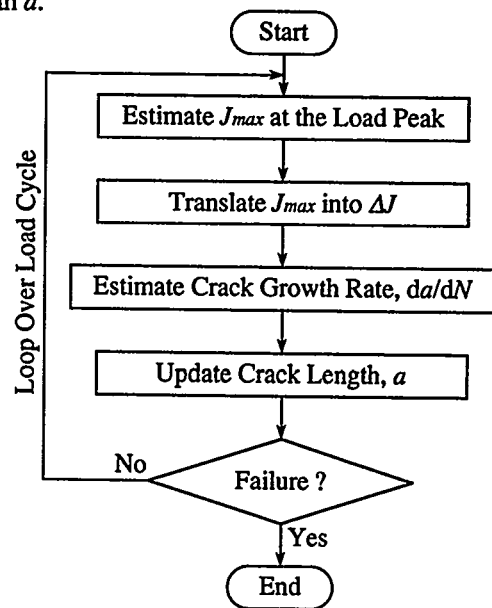 an a.
Start
Estimate Jmax at the Load Peak
Translate Jmax into ΔJ
Estimate Crack Growth Rate, da/dN
Update Crack Length, a
Loop Over Load Cycle
No
Failure ?
Yes
End